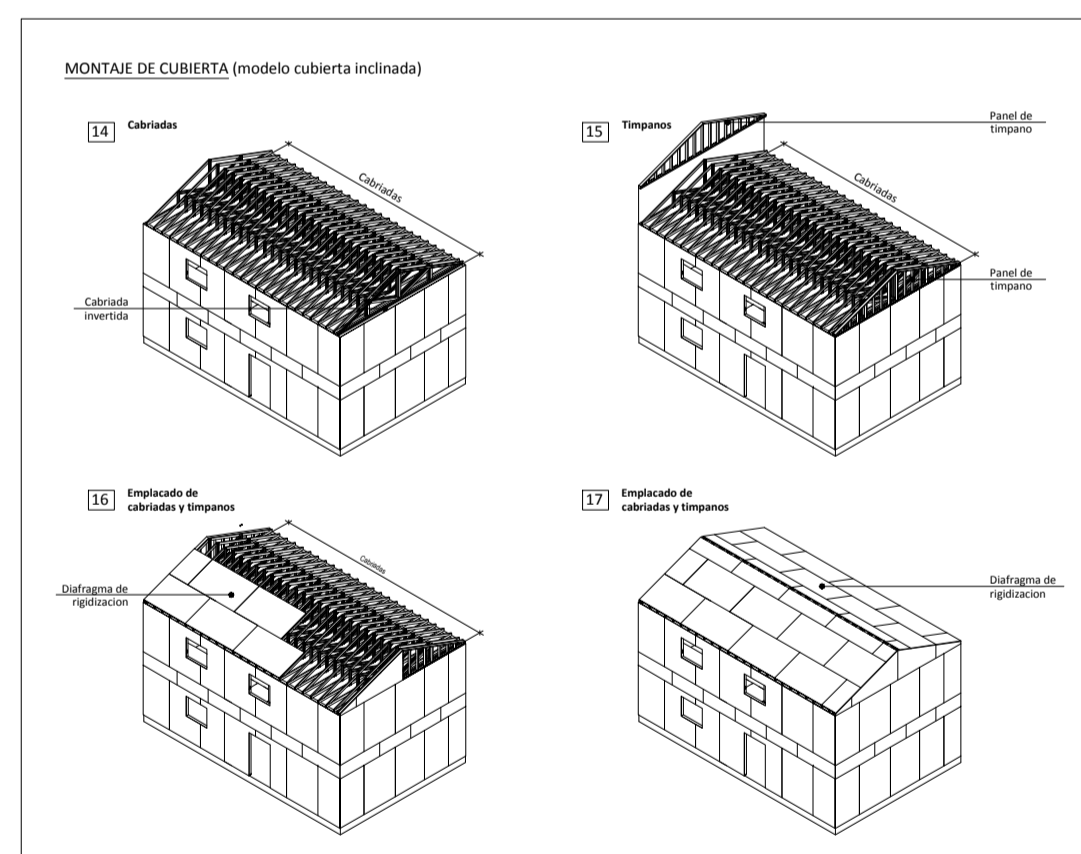 MONTAJE DE CUBIERTA (modelo cubierta inclinada)
14 Cabriadas
Cabriadas
Cabriada
invertida
15 Timpanos
Panel de
timpano
Cabriadas
Panel de
timpano
16 Emplacado de
cabriadas y timpanos
Cabriadas
Diafragma de
rigidizacion
17 Emplacado de
cabriadas y timpanos
Diafragma de
rigidizacion